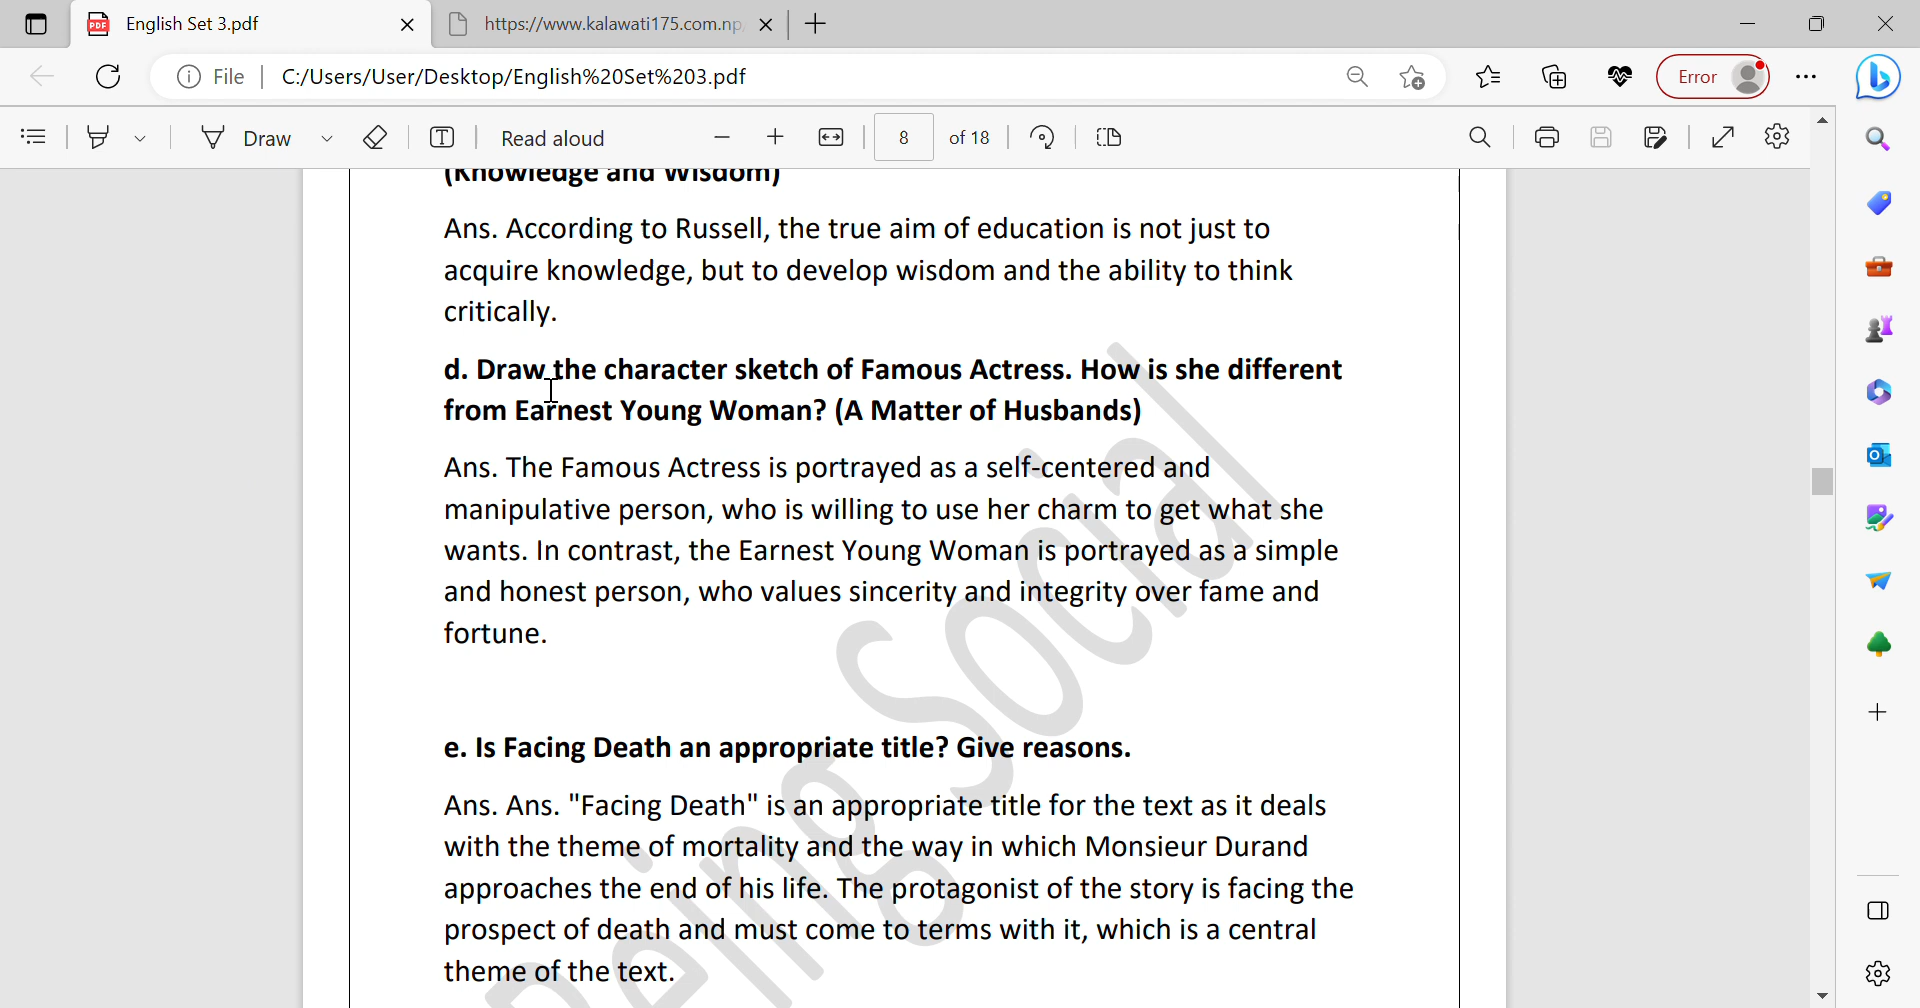 English Set 3.pdf
https://www.kalawati175.com.np/
File
C:/Users/User/Desktop/English%20Set%203.pdf
Error
Draw
Read aloud
8 of 18
(Knowledge and Wisdom)
Ans. According to Russell, the true aim of education is not just to
acquire knowledge, but to develop wisdom and the ability to think
critically.
d. Draw the character sketch of Famous Actress. How is she different
from Earnest Young Woman? (A Matter of Husbands)
Ans. The Famous Actress is portrayed as a self-centered and
manipulative person, who is willing to use her charm to get what she
wants. In contrast, the Earnest Young Woman is portrayed as a simple
and honest person, who values sincerity and integrity over fame and
fortune.
e. Is Facing Death an appropriate title? Give reasons.
Ans. Ans. "Facing Death" is an appropriate title for the text as it deals
with the theme of mortality and the way in which Monsieur Durand
approaches the end of his life. The protagonist of the story is facing the
prospect of death and must come to terms with it, which is a central
theme of the text.
Being Social